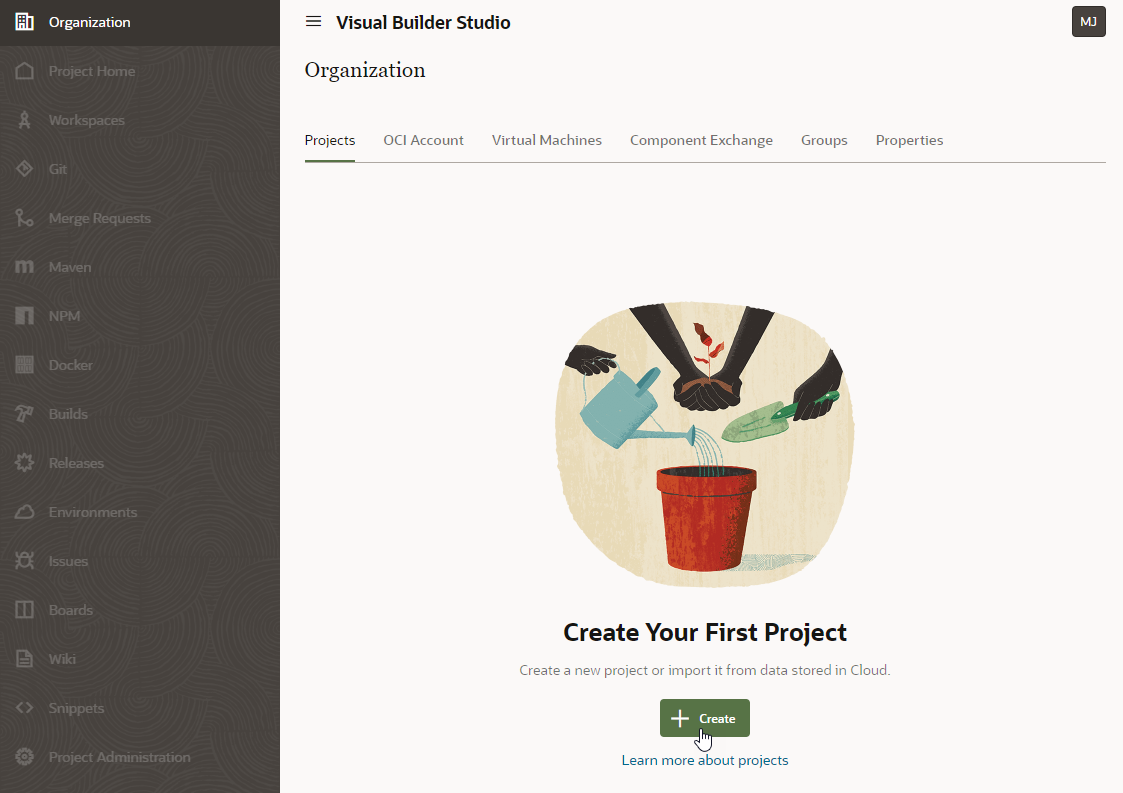 Organization
Project Home
Workspaces
Git
Merge Requests
Maven
NPM
Docker
Builds
Releases
Environments
Issues
Boards
Wiki
Snippets
Project Administration
Visual Builder Studio
MJ
Organization
Projects OCI Account Virtual Machines Component Exchange Groups Properties
Create Your First Project
Create a new project or import it from data stored in Cloud.
Create
Learn more about projects